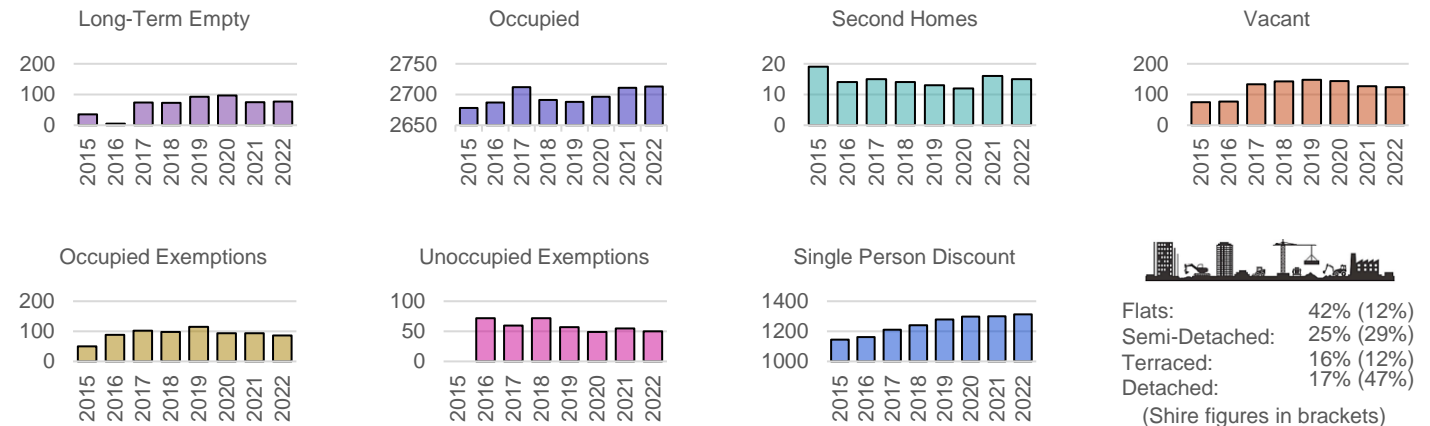 Long-Term Empty
200
100
0
2015 2016 2017 2018 2019 2020 2021 2022
Occupied
2750
2700
2650
2015 2016 2017 2018 2019 2020 2021 2022
Second Homes
20
10
0
2015 2016 2017 2018 2019 2020 2021 2022
Vacant
200
100
0
2015 2016 2017 2018 2019 2020 2021 2022
Occupied Exemptions
200
100
0
2015 2016 2017 2018 2019 2020 2021 2022
Unoccupied Exemptions
100
50
0
2015 2016 2017 2018 2019 2020 2021 2022
Single Person Discount
1400
1200
1000
2015 2016 2017 2018 2019 2020 2021 2022
Flats: 42% (12%)
Semi-Detached: 25% (29%)
Terraced: 16% (12%)
Detached: 17% (47%)
(Shire figures in brackets)